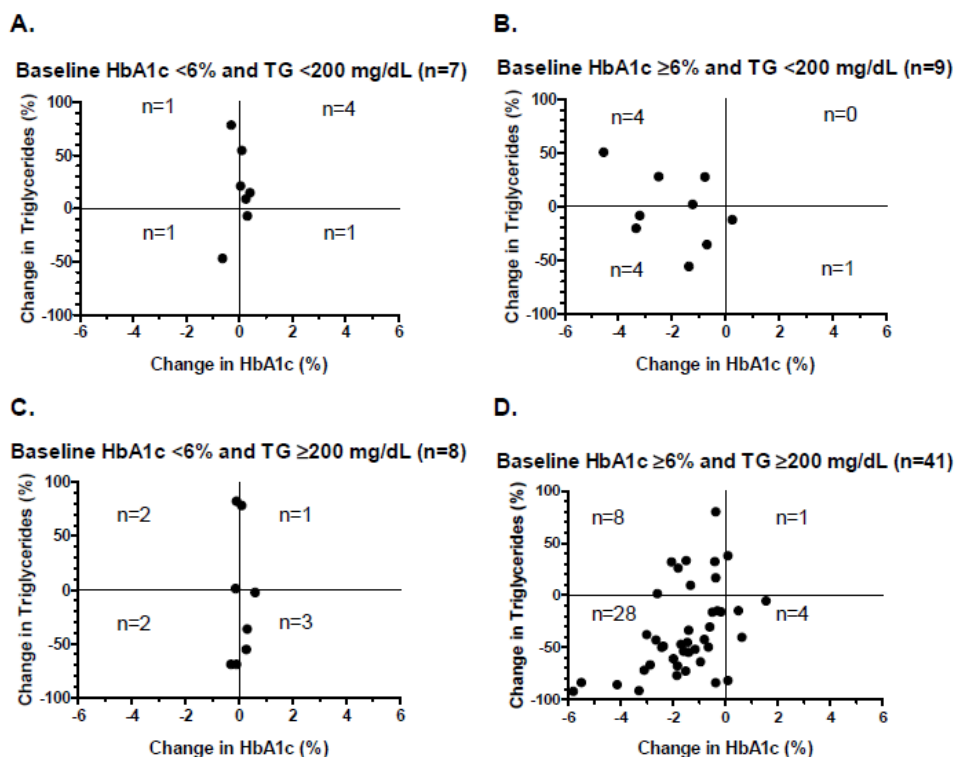 A.
Baseline HbA1c <6% and TG <200 mg/dL (n=7)
Change in Triglycerides (%)
100
50
0
-50
-100
n=1
n=4
n=1
n=1
-6
-4
-2
0
2
4
6
Change in HbA1c (%)
B.
Baseline HbA1c ≥6% and TG <200 mg/dL (n=9)
Change in Triglycerides (%)
100
50
0
-50
-100
n=4
n=0
n=4
n=1
-6
-4
-2
0
2
4
6
Change in HbA1c (%)
C.
Baseline HbA1c <6% and TG ≥200 mg/dL (n=8)
Change in Triglycerides (%)
100
50
0
-50
-100
n=2
n=1
n=2
n=3
-6
-4
-2
0
2
4
6
Change in HbA1c (%)
D.
Baseline HbA1c ≥6% and TG ≥200 mg/dL (n=41)
Change in Triglycerides (%)
100
50
0
-50
-100
n=8
n=1
n=28
n=4
-6
-4
-2
0
2
4
6
Change in HbA1c (%)